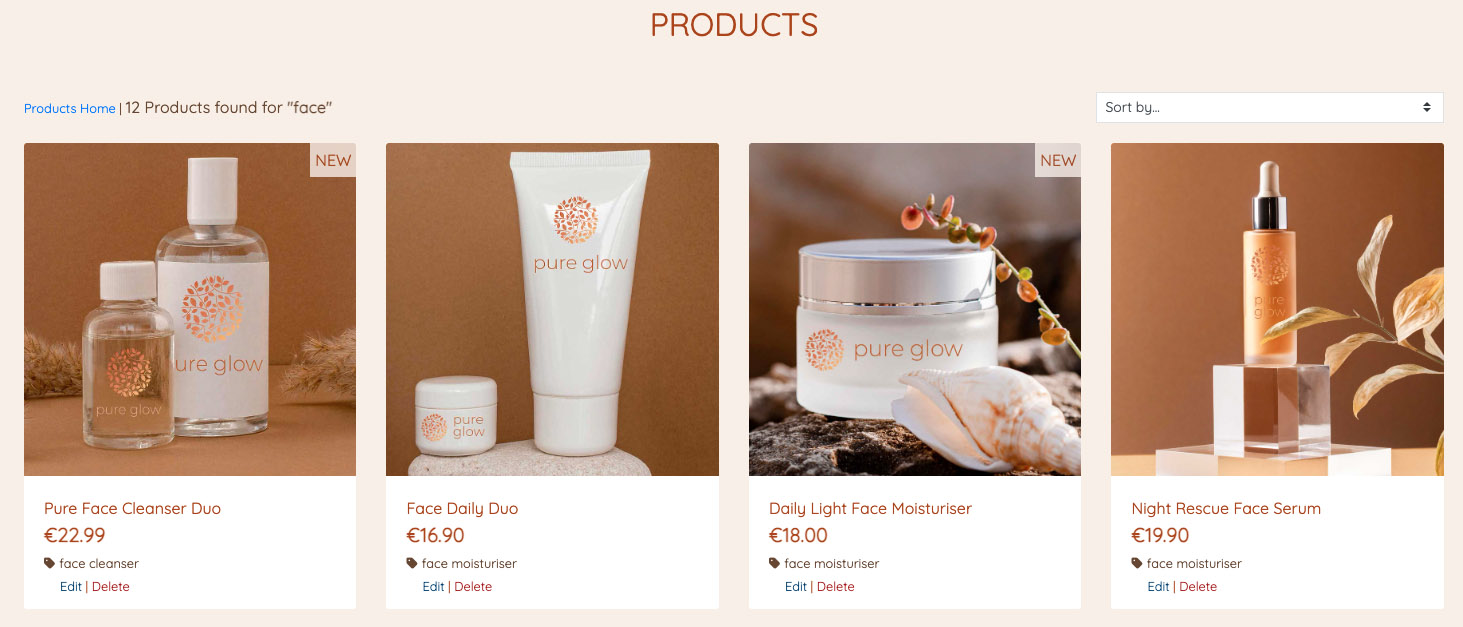 PRODUCTS
Products Home | 12 Products found for "face"
Sort by...
NEW
pure glow
pure glow
Pure Face Cleanser Duo
€22.99
face cleanser
Edit | Delete
pure glow
pure
glow
Face Daily Duo
€16.90
face moisturiser
Edit | Delete
NEW
pure glow
Daily Light Face Moisturiser
€18.00
face moisturiser
Edit | Delete
pure
glow
Night Rescue Face Serum
€19.90
face moisturiser
Edit | Delete